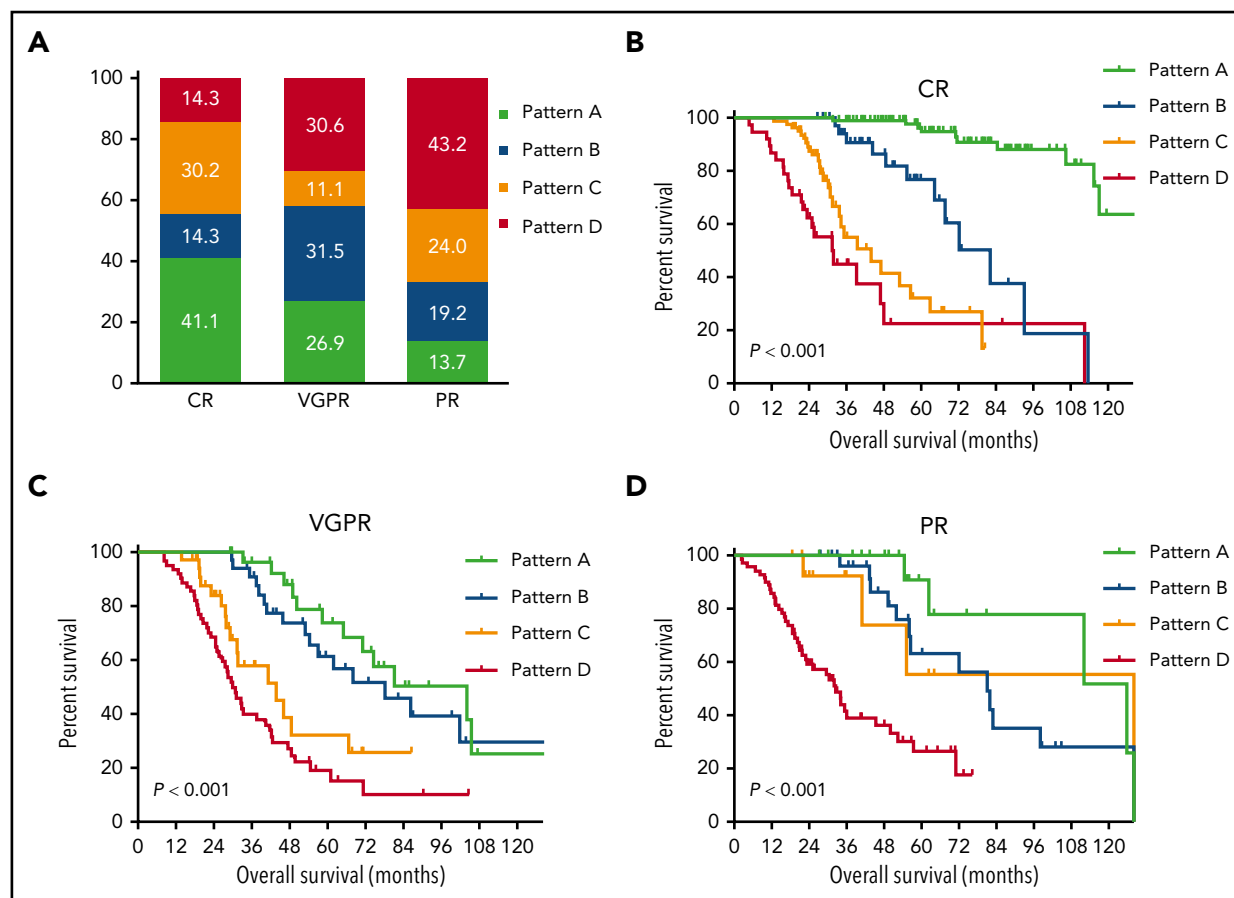 A
100
80
60
40
20
0
14.3
30.2
14.3
41.1
30.6
11.1
31.5
26.9
43.2
24.0
19.2
13.7
CR
VGPR
PR
Pattern A
Pattern B
Pattern C
Pattern D
B
CR
Pattern A
Pattern B
Pattern C
Pattern D
Percent survival
100
80
60
40
20
0
P < 0.001
0 12 24 36 48 60 72 84 96 108 120
Overall survival (months)
C
VGPR
Pattern A
Pattern B
Pattern C
Pattern D
Percent survival
100
80
60
40
20
0
P < 0.001
0 12 24 36 48 60 72 84 96 108 120
Overall survival (months)
D
PR
Pattern A
Pattern B
Pattern C
Pattern D
Percent survival
100
80
60
40
20
0
P < 0.001
0 12 24 36 48 60 72 84 96 108 120
Overall survival (months)